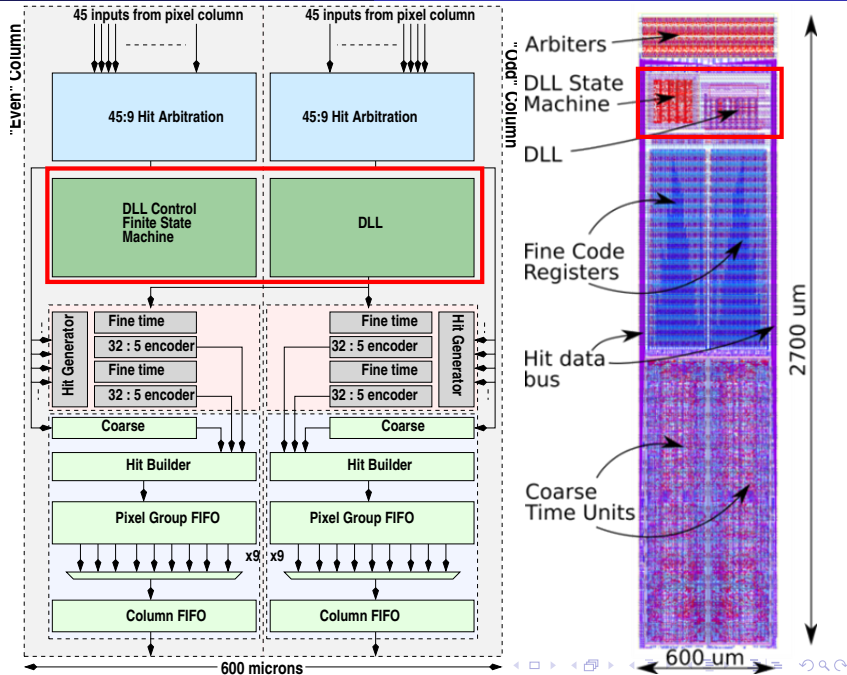 45 inputs from pixel column
45 inputs from pixel column
"Even" Column
"Odd" Column
45:9 Hit Arbitration
45:9 Hit Arbitration
DLL Control
Finite State
Machine
DLL
Hit Generator
Fine time
32 : 5 encoder
Fine time
32 : 5 encoder
Fine time
32 : 5 encoder
Fine time
32 : 5 encoder
Hit Generator
Coarse
Coarse
Hit Builder
Hit Builder
Pixel Group FIFO
Pixel Group FIFO
x9
x9
Column FIFO
Column FIFO
600 microns
Arbiters
DLL State
Machine
DLL
Fine Code
Registers
Hit data
bus
Coarse
Time Units
2700 um
600 um